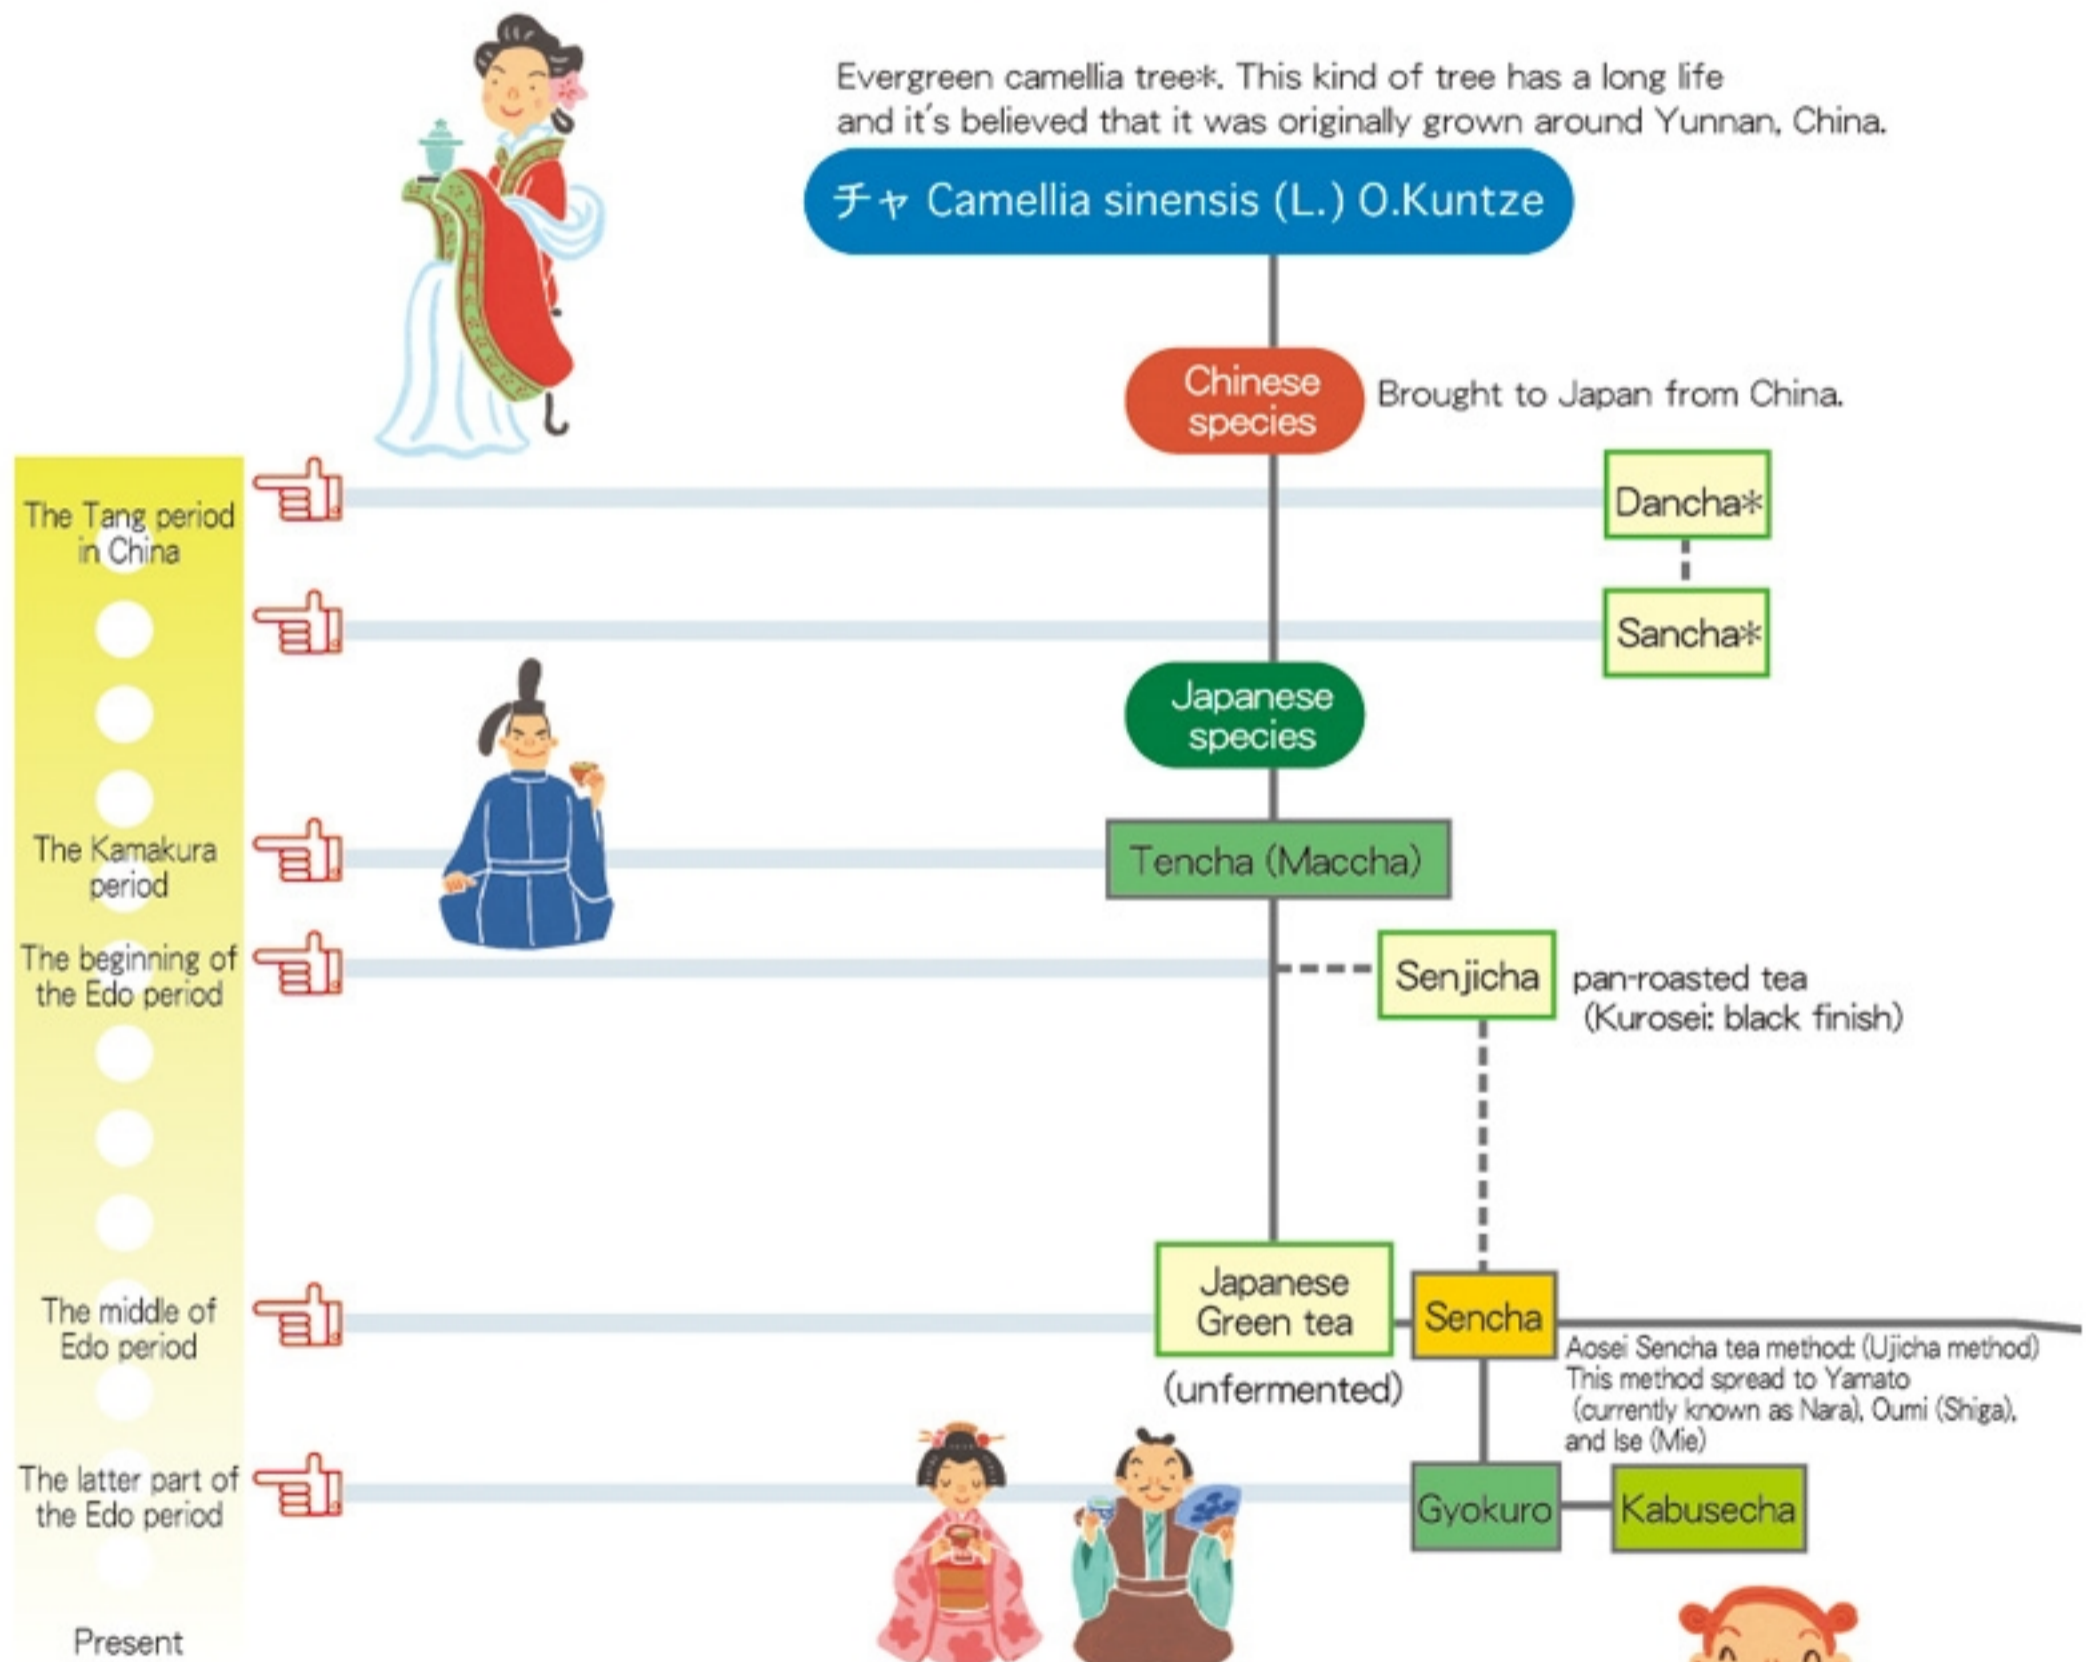 Evergreen camellia tree*. This kind of tree has a long life
and it's believed that it was originally grown around Yunnan, China.
チャ Camellia sinensis (L.) O.Kuntze
Chinese
species
Brought to Japan from China.
The Tang period
in China
Dancha*
Sancha*
Japanese
species
The Kamakura
period
Tencha (Maccha)
The beginning of
the Edo period
Senjicha
pan-roasted tea
(Kurosei: black finish)
The middle of
Edo period
Japanese
Green tea
(unfermented)
Sencha
Aosei Sencha tea method: (Ujicha method)
This method spread to Yamato
(currently known as Nara), Oumi (Shiga),
and Ise (Mie)
The latter part of
the Edo period
Gyokuro
Kabusecha
Present